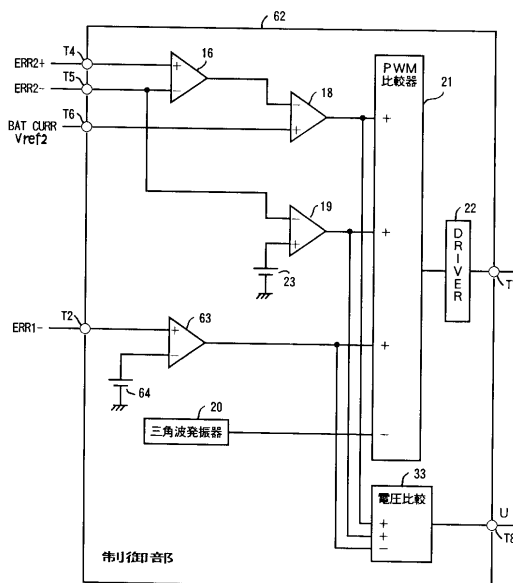 62
T4
ERR2+
16
T5
ERR2-
PWM
比較器
21
18
T6
BAT CURR
Vref2
19
22
DRIVER
23
T2
ERR1-
63
64
20
三角波発振器
33
電圧比較
U
T8
制御部